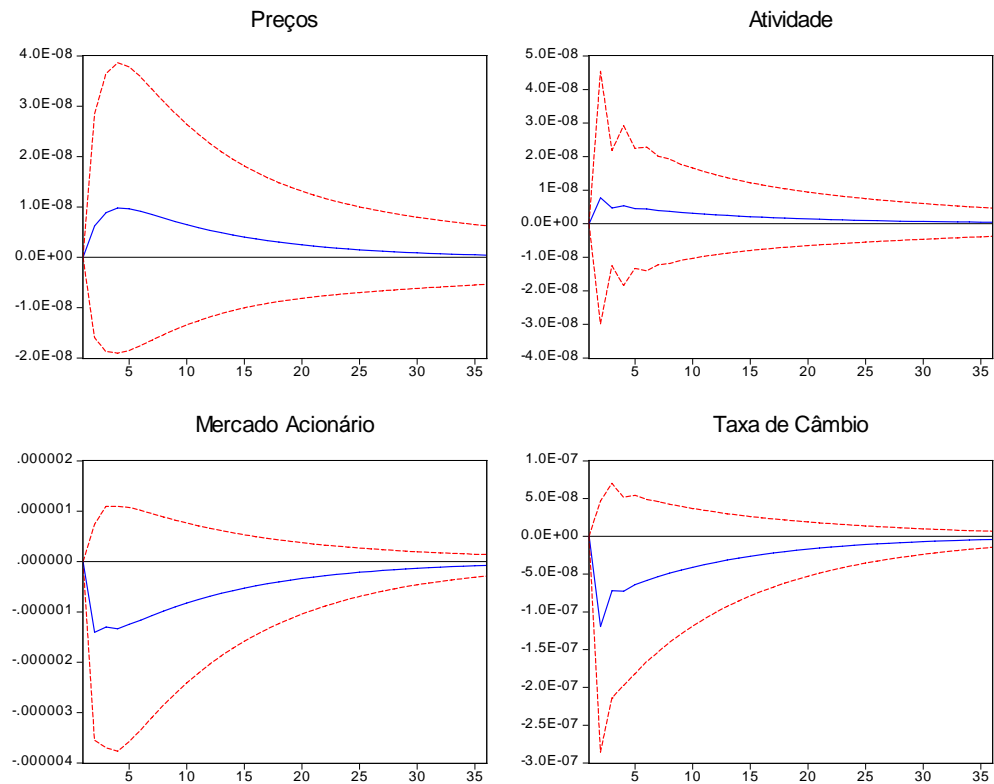 Preços
4.0E-08
3.0E-08
2.0E-08
1.0E-08
0.0E+00
-1.0E-08
-2.0E-08
5 10 15 20 25 30 35
Atividade
5.0E-08
4.0E-08
3.0E-08
2.0E-08
1.0E-08
0.0E+00
-1.0E-08
-2.0E-08
-3.0E-08
-4.0E-08
5 10 15 20 25 30 35
Mercado Acionário
.000002
.000001
.000000
-.000001
-.000002
-.000003
-.000004
5 10 15 20 25 30 35
Taxa de Câmbio
1.0E-07
5.0E-08
0.0E+00
-5.0E-08
-1.0E-07
-1.5E-07
-2.0E-07
-2.5E-07
-3.0E-07
5 10 15 20 25 30 35